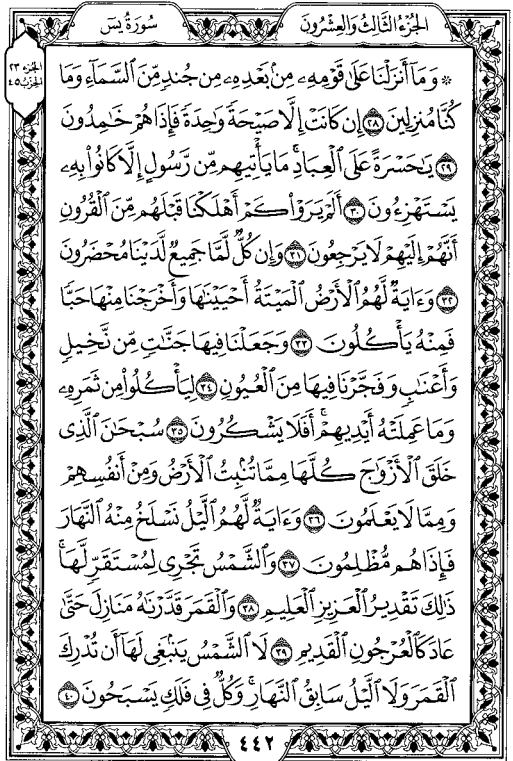 الجزء الثالث والعشرون
سورة يس
الجزء ٢٣
الحزب ٤٥
۞ وَمَآ أَنزَلْنَا عَلَىٰ قَوْمِهِۦ مِنۢ بَعْدِهِۦ مِن جُندٍ مِّنَ ٱلسَّمَآءِ وَمَا
كُنَّا مُنزِلِينَ ٢٨ إِن كَانَتْ إِلَّا صَيْحَةً وَٰحِدَةً فَإِذَا هُمْ خَٰمِدُونَ
٢٩ يَٰحَسْرَةً عَلَى ٱلْعِبَادِ ۚ مَا يَأْتِيهِم مِّن رَّسُولٍ إِلَّا كَانُوا۟ بِهِۦ
يَسْتَهْزِءُونَ ٣٠ أَلَمْ يَرَوْا۟ كَمْ أَهْلَكْنَا قَبْلَهُم مِّنَ ٱلْقُرُونِ
أَنَّهُمْ إِلَيْهِمْ لَا يَرْجِعُونَ ٣١ وَإِن كُلٌّ لَّمَّا جَمِيعٌ لَّدَيْنَا مُحْضَرُونَ
٣٢ وَءَايَةٌ لَّهُمُ ٱلْأَرْضُ ٱلْمَيْتَةُ أَحْيَيْنَٰهَا وَأَخْرَجْنَا مِنْهَا حَبًّا
فَمِنْهُ يَأْكُلُونَ ٣٣ وَجَعَلْنَا فِيهَا جَنَّٰتٍ مِّن نَّخِيلٍ
وَأَعْنَٰبٍ وَفَجَّرْنَا فِيهَا مِنَ ٱلْعُيُونِ ٣٤ لِيَأْكُلُوا۟ مِن ثَمَرِهِۦ
وَمَا عَمِلَتْهُ أَيْدِيهِمْ ۖ أَفَلَا يَشْكُرُونَ ٣٥ سُبْحَٰنَ ٱلَّذِى
خَلَقَ ٱلْأَزْوَٰجَ كُلَّهَا مِمَّا تُنۢبِتُ ٱلْأَرْضُ وَمِنْ أَنفُسِهِمْ
وَمِمَّا لَا يَعْلَمُونَ ٣٦ وَءَايَةٌ لَّهُمُ ٱلَّيْلُ نَسْلَخُ مِنْهُ ٱلنَّهَارَ
فَإِذَا هُم مُّظْلِمُونَ ٣٧ وَٱلشَّمْسُ تَجْرِى لِمُسْتَقَرٍّ لَّهَا ۚ
ذَٰلِكَ تَقْدِيرُ ٱلْعَزِيزِ ٱلْعَلِيمِ ٣٨ وَٱلْقَمَرَ قَدَّرْنَٰهُ مَنَازِلَ حَتَّىٰ
عَادَ كَٱلْعُرْجُونِ ٱلْقَدِيمِ ٣٩ لَا ٱلشَّمْسُ يَنۢبَغِى لَهَآ أَن تُدْرِكَ
ٱلْقَمَرَ وَلَا ٱلَّيْلُ سَابِقُ ٱلنَّهَارِ ۚ وَكُلٌّ فِى فَلَكٍ يَسْبَحُونَ ٤٠
٤٤٢